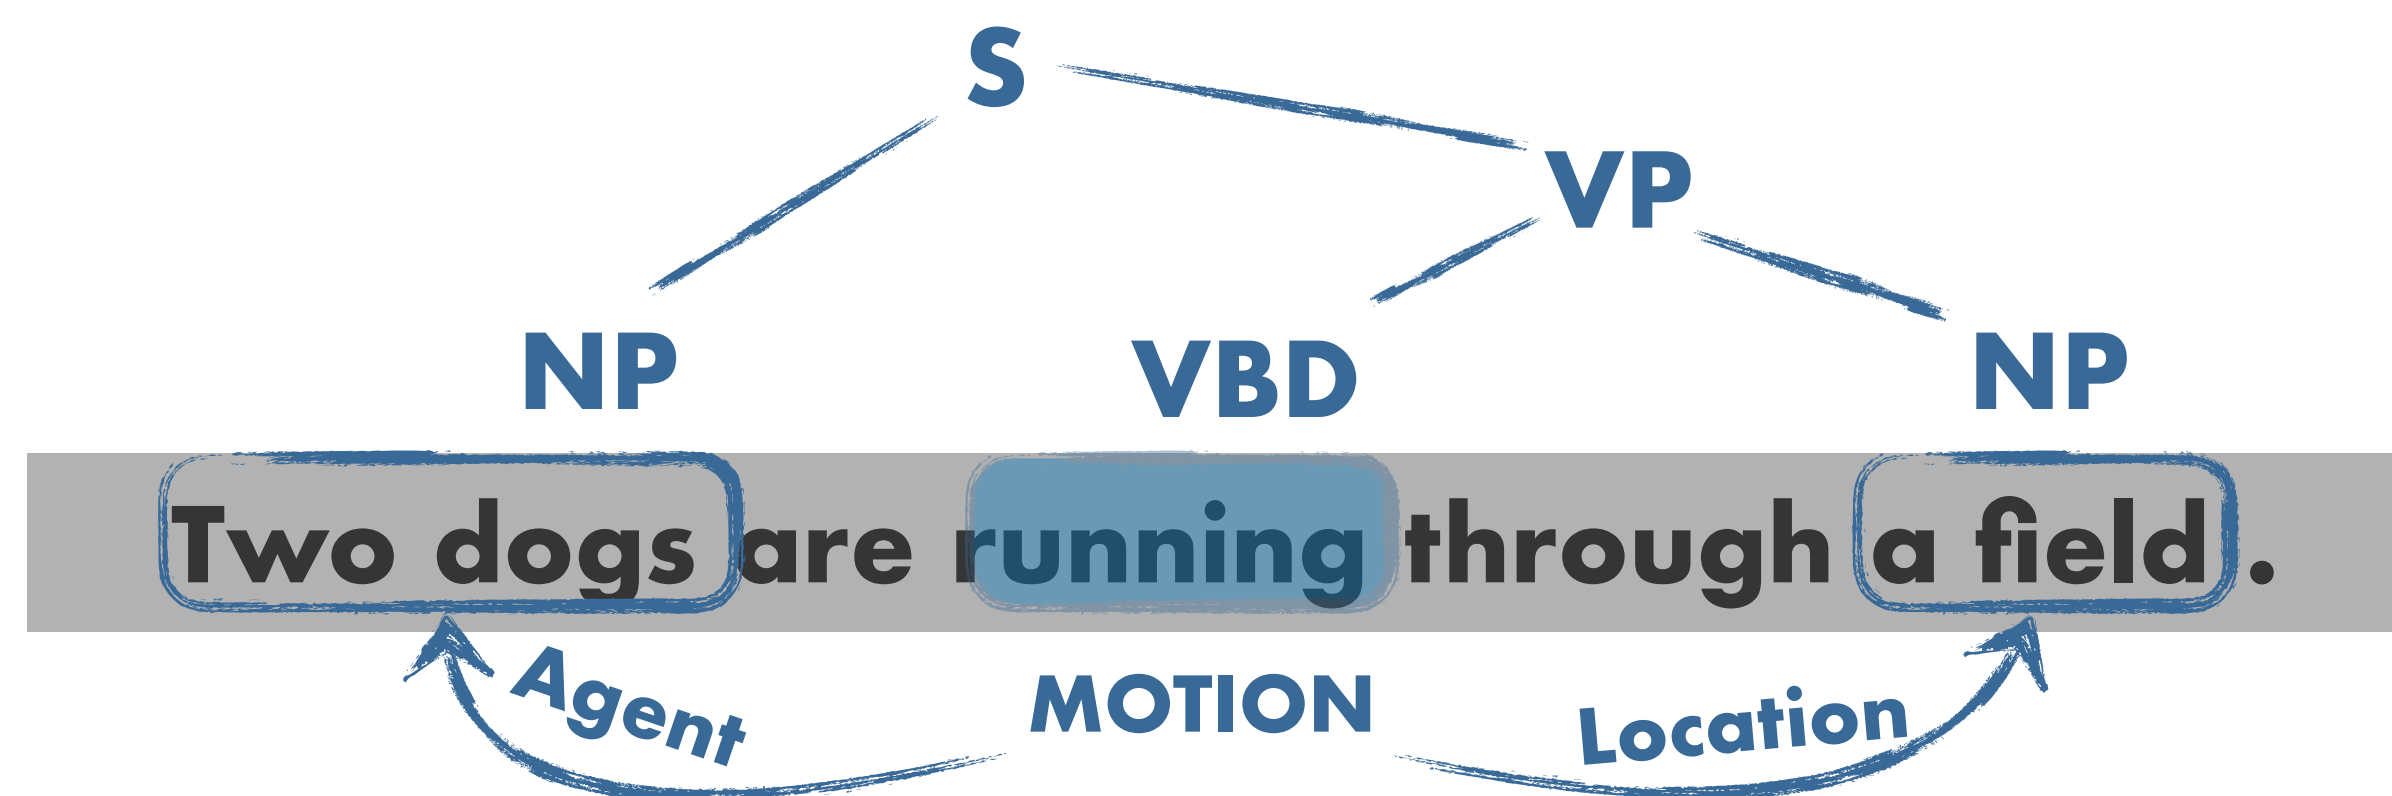 S
VP
NP VBD NP
Two dogs are running through a field .
Agent MOTION Location